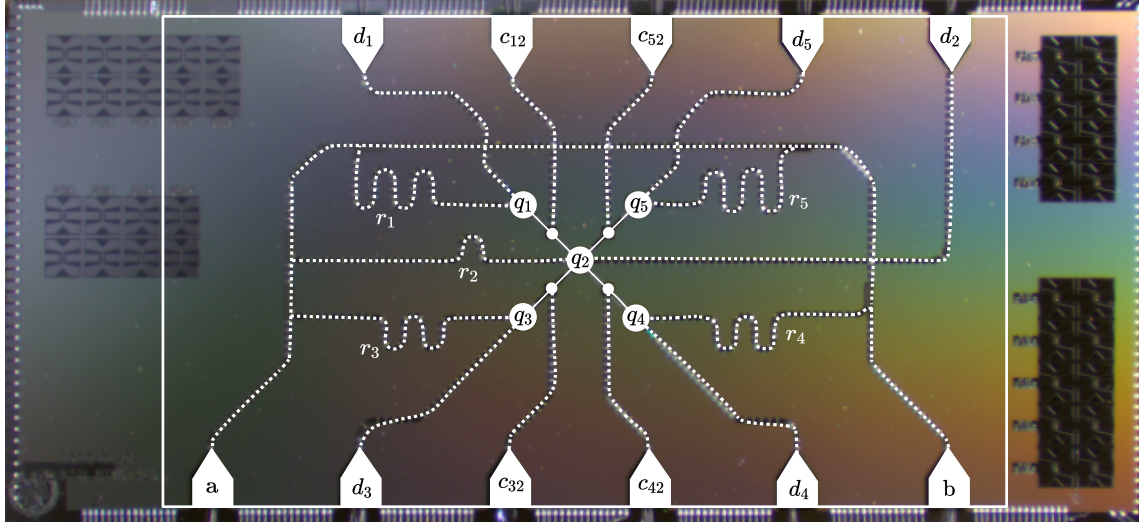 d₁ c₁₂ c₅₂ d₅ d₂
q₁ q₅
r₁ r₅
q₂
r₂
q₃ q₄
r₃ r₄
a d₃ c₃₂ c₄₂ d₄ b